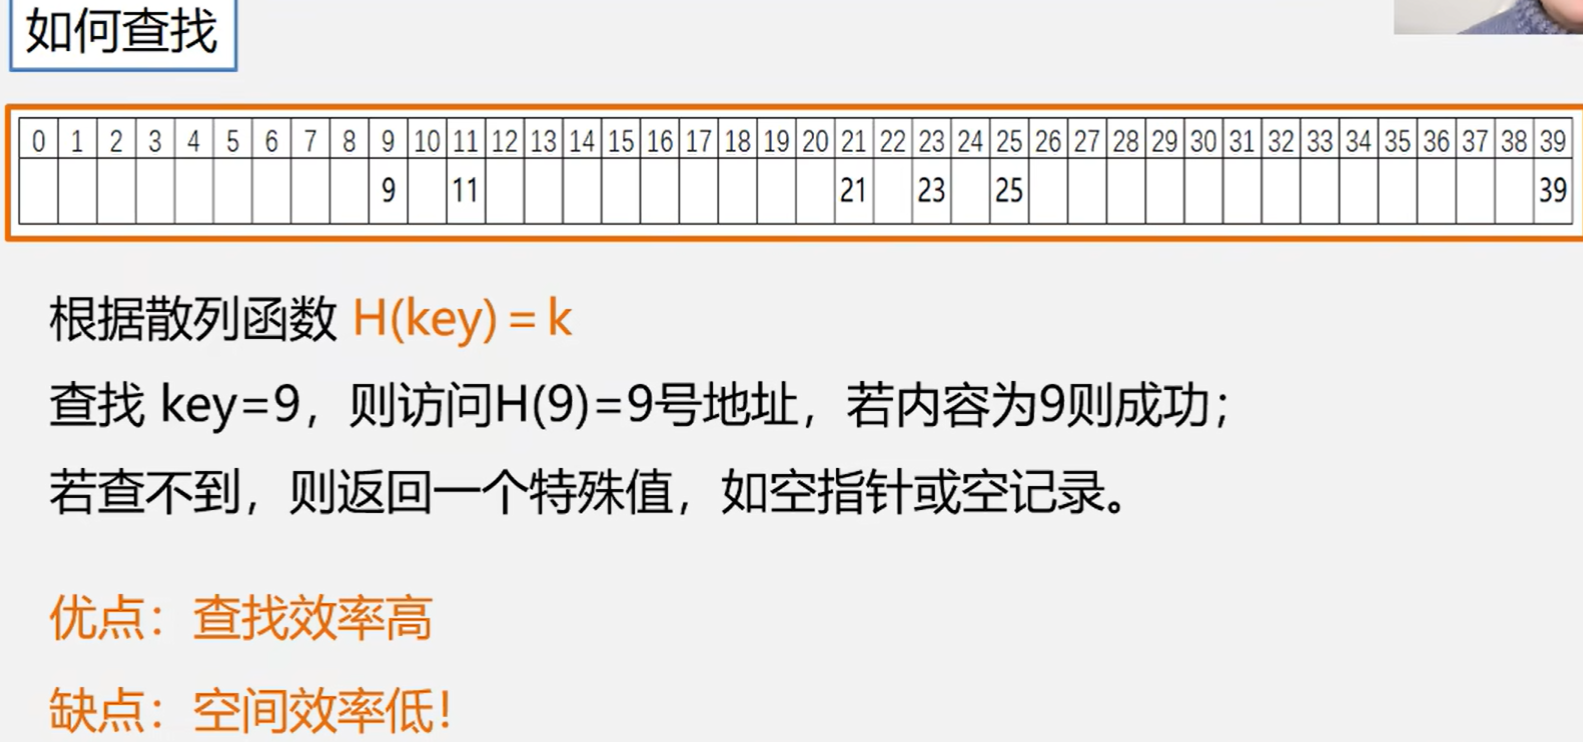 如何查找
0 1 2 3 4 5 6 7 8 9 10 11 12 13 14 15 16 17 18 19 20 21 22 23 24 25 26 27 28 29 30 31 32 33 34 35 36 37 38 39
9 11 21 23 25 39
根据散列函数 H(key) = k
查找 key=9，则访问H(9)=9号地址，若内容为9则成功；
若查不到，则返回一个特殊值，如空指针或空记录。
优点：查找效率高
缺点：空间效率低！